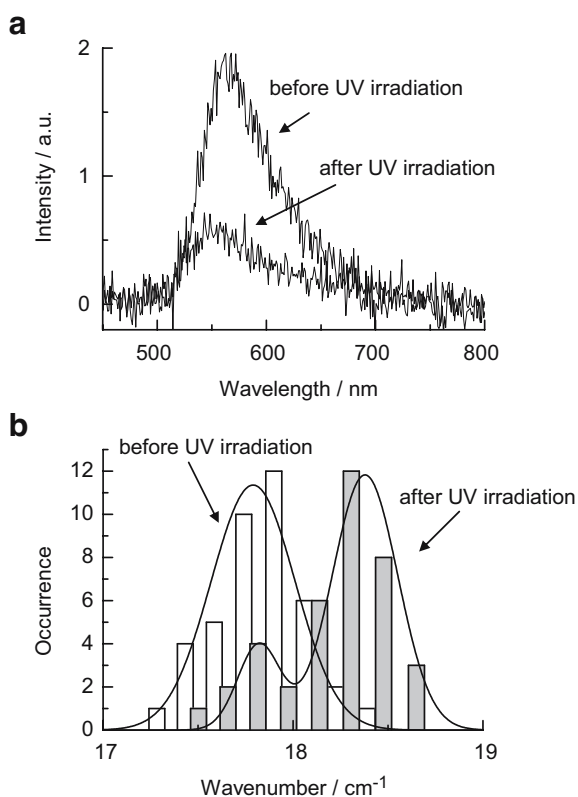 a
2
before UV irradiation
after UV irradiation
1
0
Intensity / a.u.
500
600
700
800
Wavelength / nm
b
before UV irradiation
after UV irradiation
12
10
8
6
4
2
0
Occurrence
17
18
19
Wavenumber / cm⁻¹